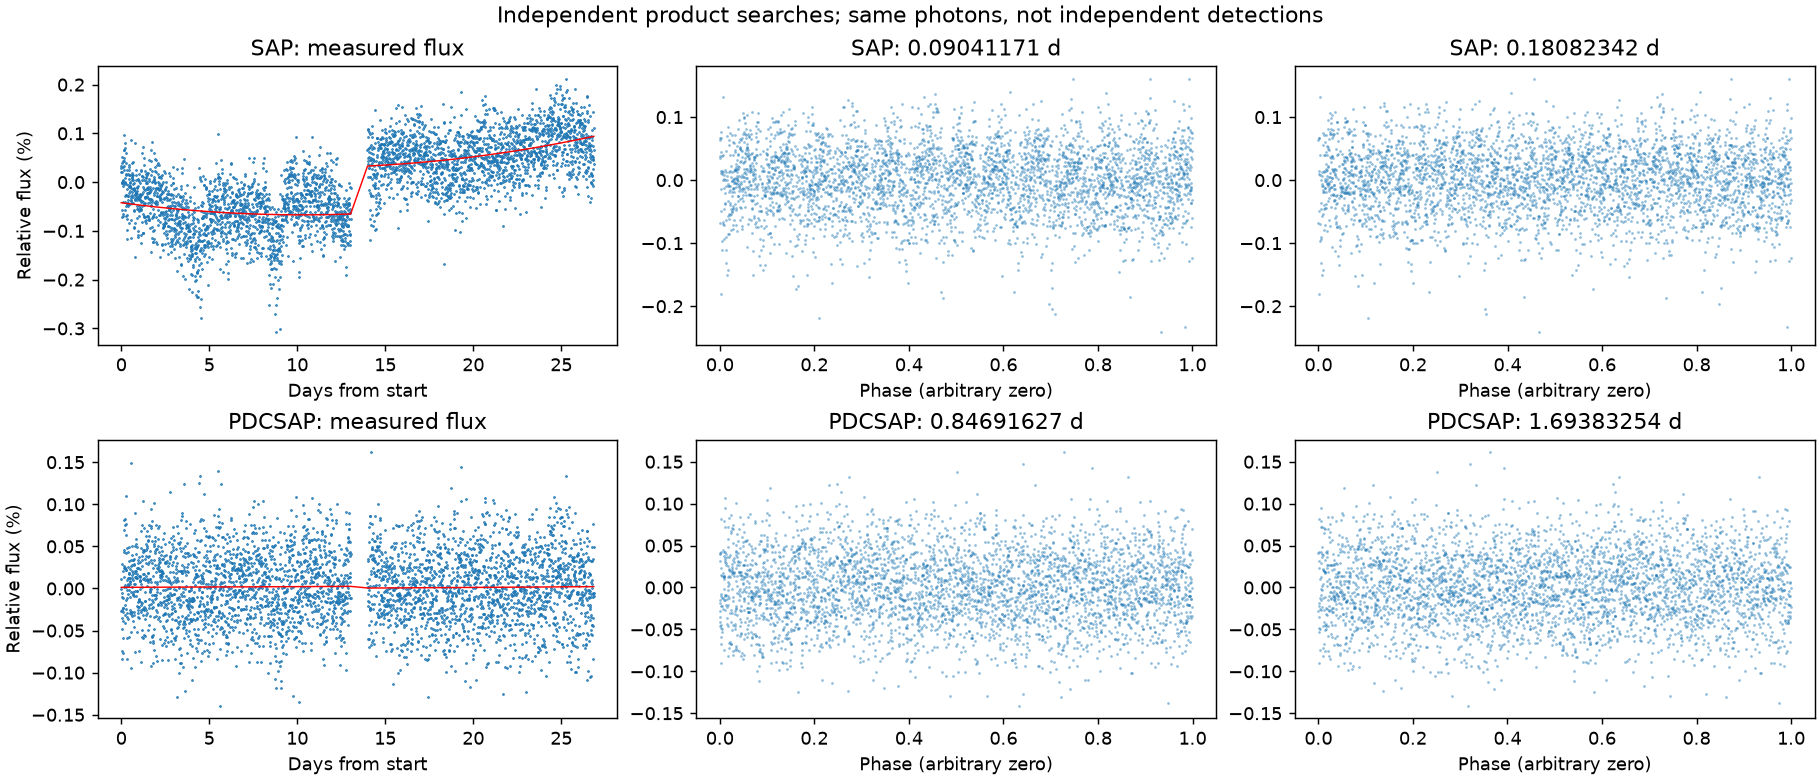 Independent product searches; same photons, not independent detections
SAP: measured flux
SAP: 0.09041171 d
SAP: 0.18082342 d
Relative flux (%)
0.2
0.1
0.0
−0.1
−0.2
−0.3
0 5 10 15 20 25
Days from start
0.1
0.0
−0.1
−0.2
0.0 0.2 0.4 0.6 0.8 1.0
Phase (arbitrary zero)
0.1
0.0
−0.1
−0.2
0.0 0.2 0.4 0.6 0.8 1.0
Phase (arbitrary zero)
PDCSAP: measured flux
PDCSAP: 0.84691627 d
PDCSAP: 1.69383254 d
Relative flux (%)
0.15
0.10
0.05
0.00
−0.05
−0.10
−0.15
0 5 10 15 20 25
Days from start
0.15
0.10
0.05
0.00
−0.05
−0.10
−0.15
0.0 0.2 0.4 0.6 0.8 1.0
Phase (arbitrary zero)
0.15
0.10
0.05
0.00
−0.05
−0.10
−0.15
0.0 0.2 0.4 0.6 0.8 1.0
Phase (arbitrary zero)